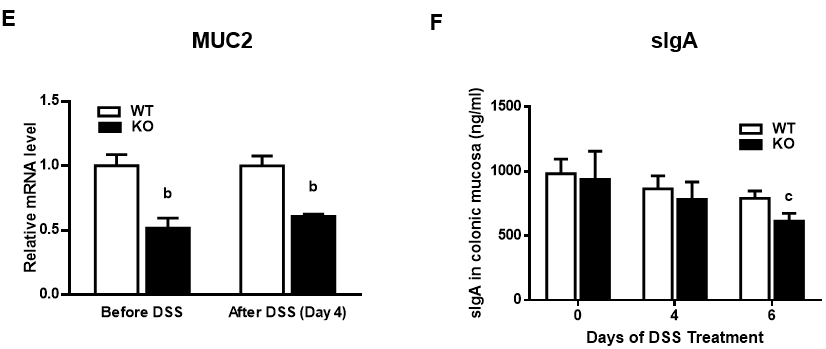 E
MUC2
Relative mRNA level
1.5
1.0
0.5
0.0
WT
KO
b
b
Before DSS
After DSS (Day 4)
F
sIgA
sIgA in colonic mucosa (ng/ml)
1500
1000
500
0
WT
KO
c
0
4
6
Days of DSS Treatment